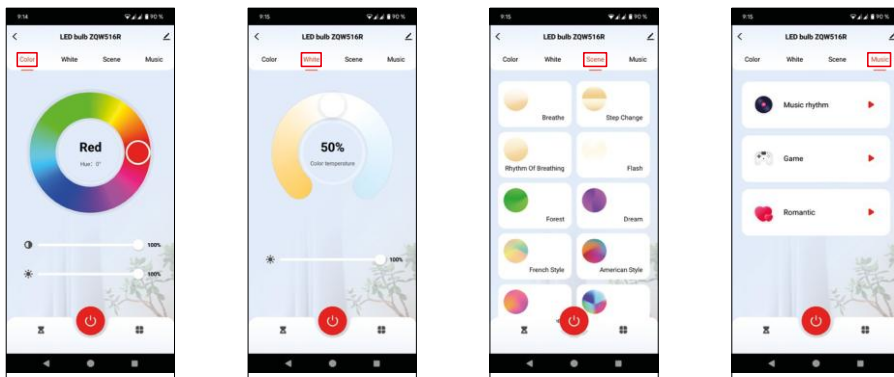 9:14 90 %
LED bulb ZQW516R
Color White Scene Music
Red
Hue: 0°
100%
100%
9:15 90 %
LED bulb ZQW516R
Color White Scene Music
50%
Color temperature
100%
9:15 90 %
LED bulb ZQW516R
Color White Scene Music
Breathe
Step Change
Rhythm Of Breathing
Flash
Forest
Dream
French Style
American Style
9:15 90 %
LED bulb ZQW516R
Color White Scene Music
Music rhythm
Game
Romantic